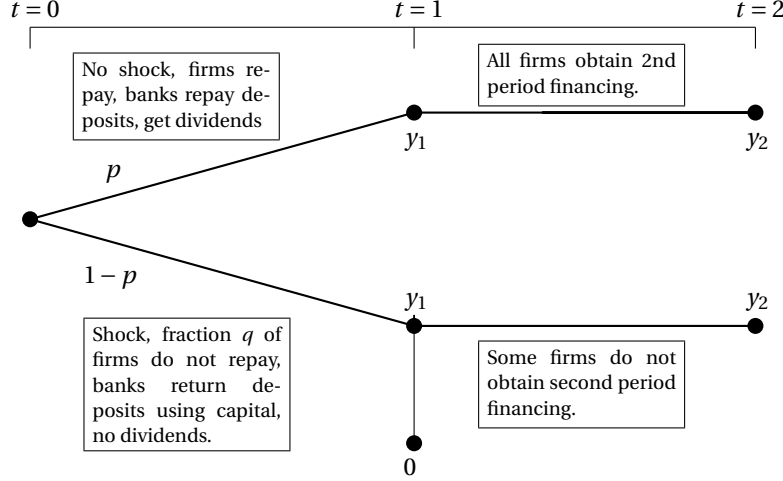 t = 0
t = 1
t = 2
No shock, firms re-
pay, banks repay de-
posits, get dividends
All firms obtain 2nd
period financing.
y1
y2
p
1 − p
y1
y2
Shock, fraction q of
firms do not repay,
banks return de-
posits using capital,
no dividends.
Some firms do not
obtain second period
financing.
0